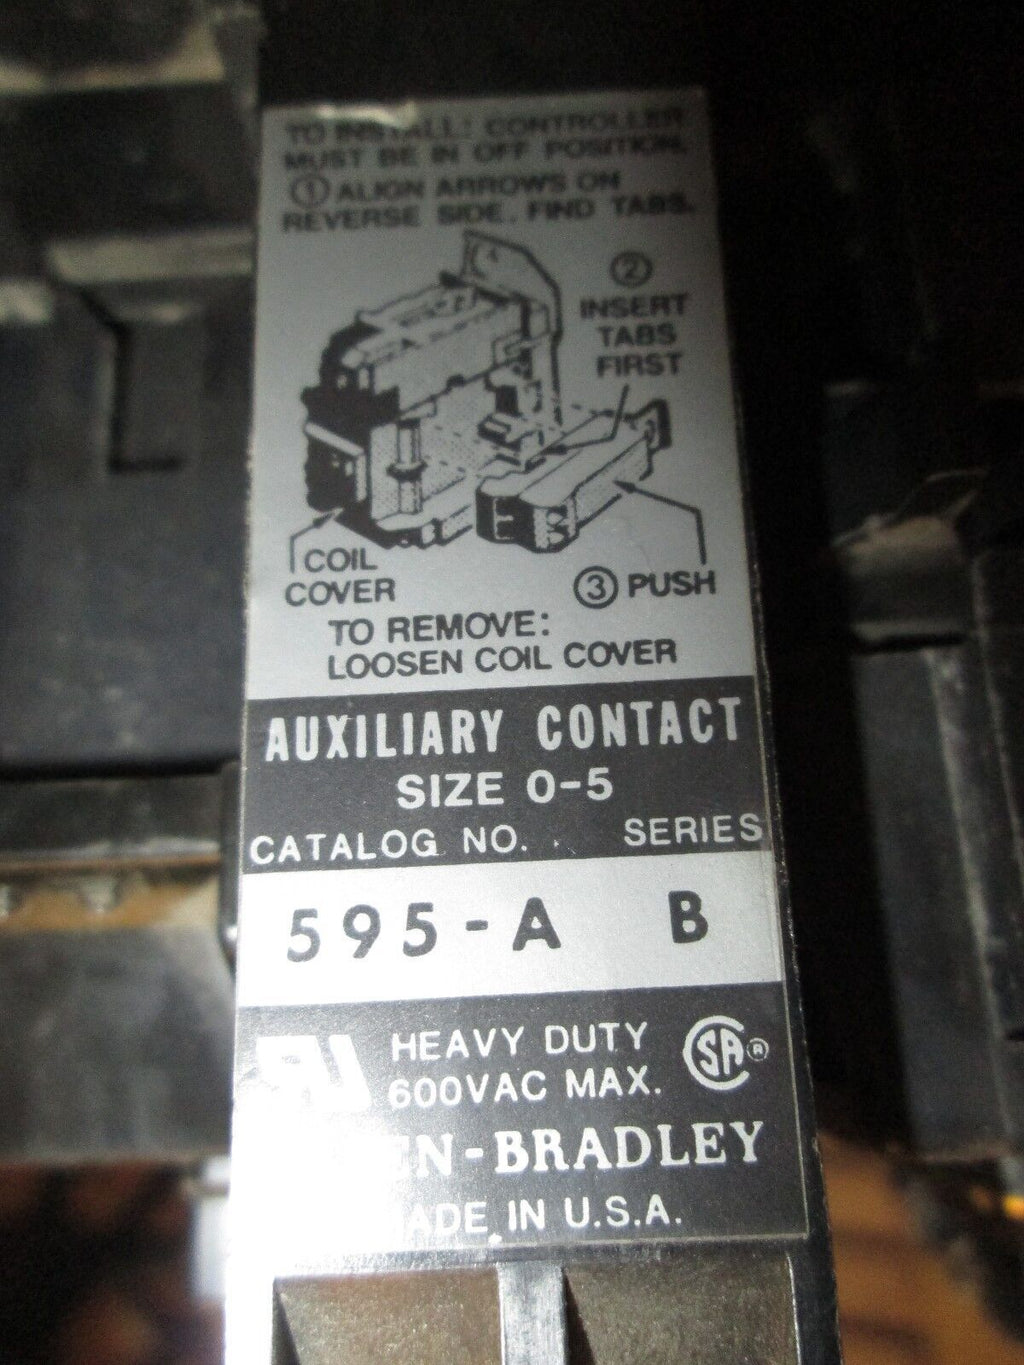 TO INSTALL: CONTROLLER
MUST BE IN OFF POSITION.
① ALIGN ARROWS ON
REVERSE SIDE. FIND TABS.
②
INSERT
TABS
FIRST
COIL
COVER
③ PUSH
TO REMOVE:
LOOSEN COIL COVER
AUXILIARY CONTACT
SIZE 0-5
CATALOG NO. SERIES
595-A B
HEAVY DUTY
600VAC MAX.
SA®
EN-BRADLEY
ADE IN U.S.A.